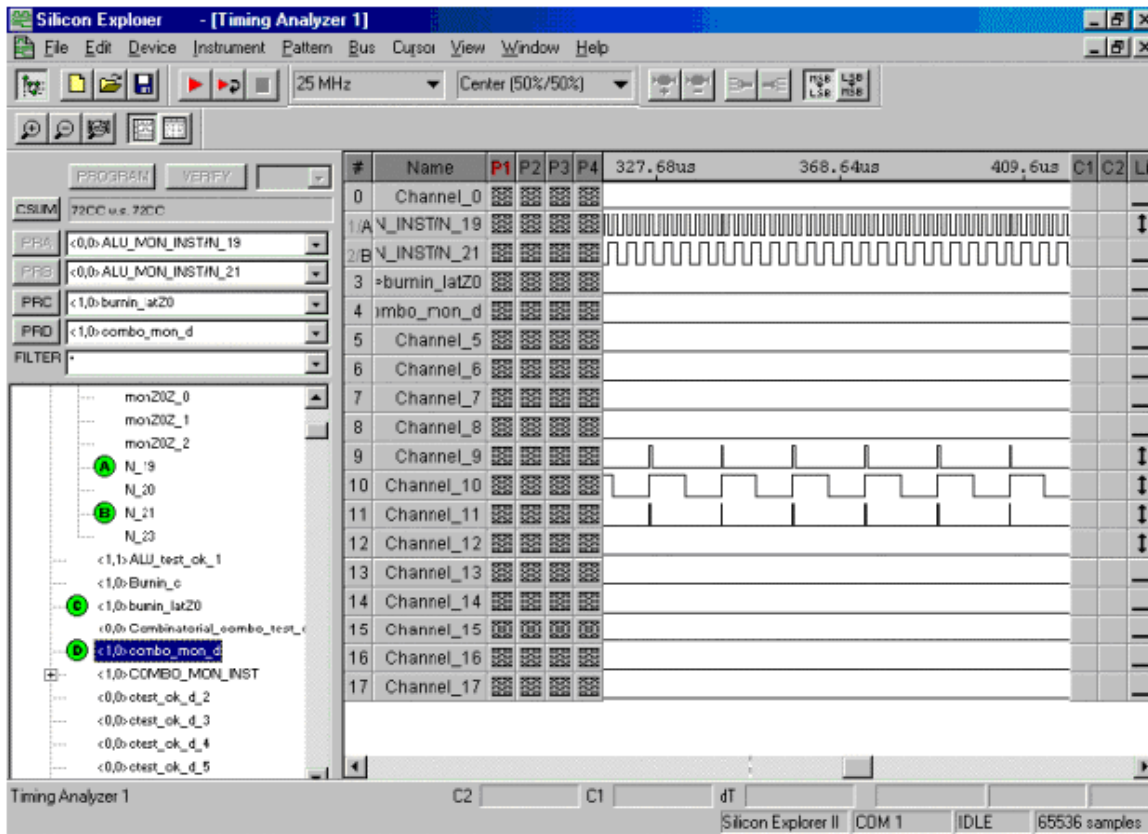 Silicon Explorer - [Timing Analyzer 1]
File Edit Device Instrument Pattern Bus Cursor View Window Help
25 MHz Center (50%/50%) MSB LSB LSB MSB
PROGRAM VERIFY
CSUM 72CC v.s. 72CC
PRA <0,0>ALU_MON_INST/N_19
PRB <0,0>ALU_MON_INST/N_21
PRC <1,0>burnin_latZ0
PRD <1,0>combo_mon_d
FILTER *
monZ0Z_0
monZ0Z_1
monZ0Z_2
A N_19
N_20
B N_21
N_23
<1,1>ALU_test_ok_1
<1,0>Burnin_c
C <1,0>burnin_latZ0
<0,0>Combinatorial_combo_test_
D <1,0>combo_mon_d
<1,0>COMBO_MON_INST
<0,0>ctest_ok_d_2
<0,0>ctest_ok_d_3
<0,0>ctest_ok_d_4
<0,0>ctest_ok_d_5
# Name P1 P2 P3 P4 327.68us 368.64us 409.6us C1 C2 Li
0 Channel_0
1/A N_INST/N_19
2/B N_INST/N_21
3 >burnin_latZ0
4 ombo_mon_d
5 Channel_5
6 Channel_6
7 Channel_7
8 Channel_8
9 Channel_9
10 Channel_10
11 Channel_11
12 Channel_12
13 Channel_13
14 Channel_14
15 Channel_15
16 Channel_16
17 Channel_17
Timing Analyzer 1 C2 C1 dT
Silicon Explorer II COM 1 IDLE 65536 samples